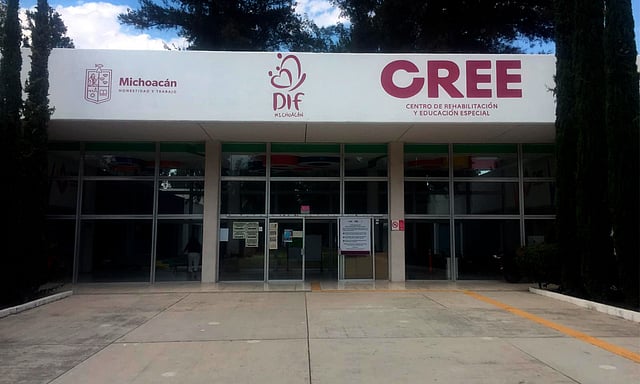 Michoacán
HONESTIDAD Y TRABAJO
DIF
MICHOACÁN
CREE
CENTRO DE REHABILITACIÓN
Y EDUCACIÓN ESPECIAL